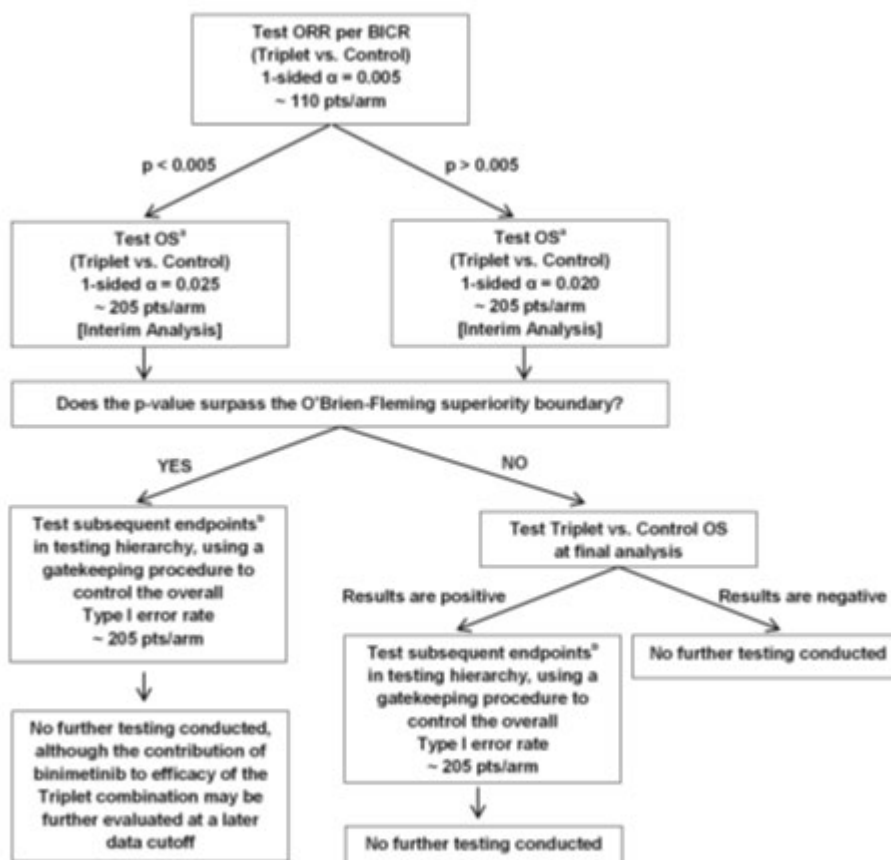 Test ORR per BICR
(Triplet vs. Control)
1-sided α = 0.005
~ 110 pts/arm
p < 0.005
p > 0.005
Test OSᵃ
(Triplet vs. Control)
1-sided α = 0.025
~ 205 pts/arm
[Interim Analysis]
Test OSᵃ
(Triplet vs. Control)
1-sided α = 0.020
~ 205 pts/arm
[Interim Analysis]
Does the p-value surpass the O'Brien-Fleming superiority boundary?
YES
NO
Test subsequent endpointsᵇ
in testing hierarchy, using a
gatekeeping procedure to
control the overall
Type I error rate
~ 205 pts/arm
Test Triplet vs. Control OS
at final analysis
Results are positive
Results are negative
Test subsequent endpointsᵇ
in testing hierarchy, using a
gatekeeping procedure to
control the overall
Type I error rate
~ 205 pts/arm
No further testing conducted
No further testing conducted,
although the contribution of
binimetinib to efficacy of the
Triplet combination may be
further evaluated at a later
data cutoff
No further testing conducted